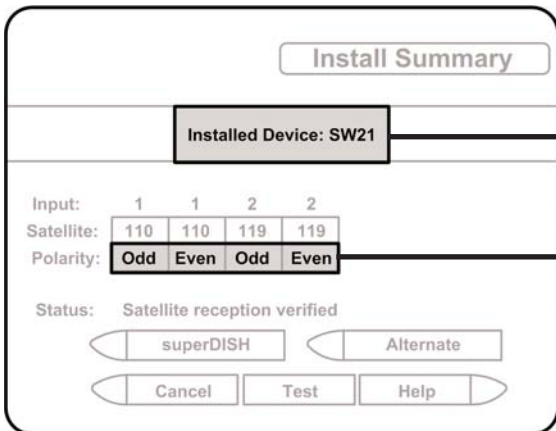 Install Summary
Installed Device: SW21
Input: 1 1 2 2
Satellite: 110 110 119 119
Polarity: Odd Even Odd Even
Status: Satellite reception verified
superDISH Alternate
Cancel Test Help